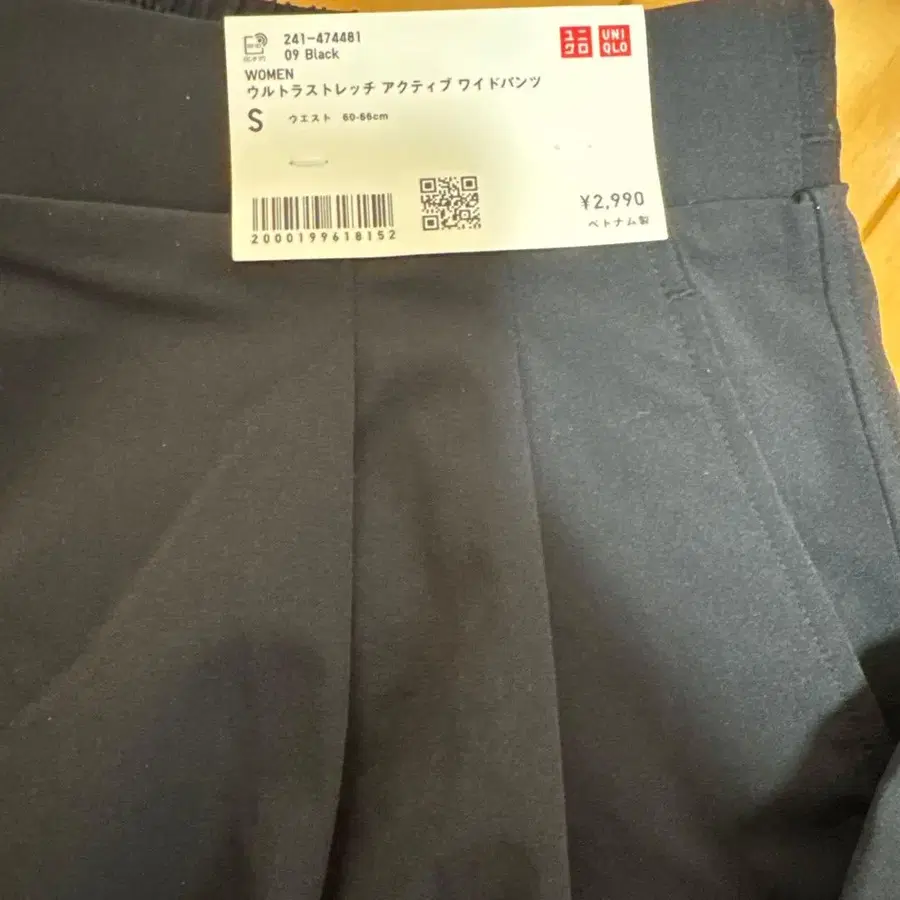 241-474481
09 Black
ユニクロ
UNIQLO
WOMEN
ウルトラストレッチ アクティブ ワイドパンツ
S ウエスト 60-66cm
2000199618152
¥2,990
ベトナム製